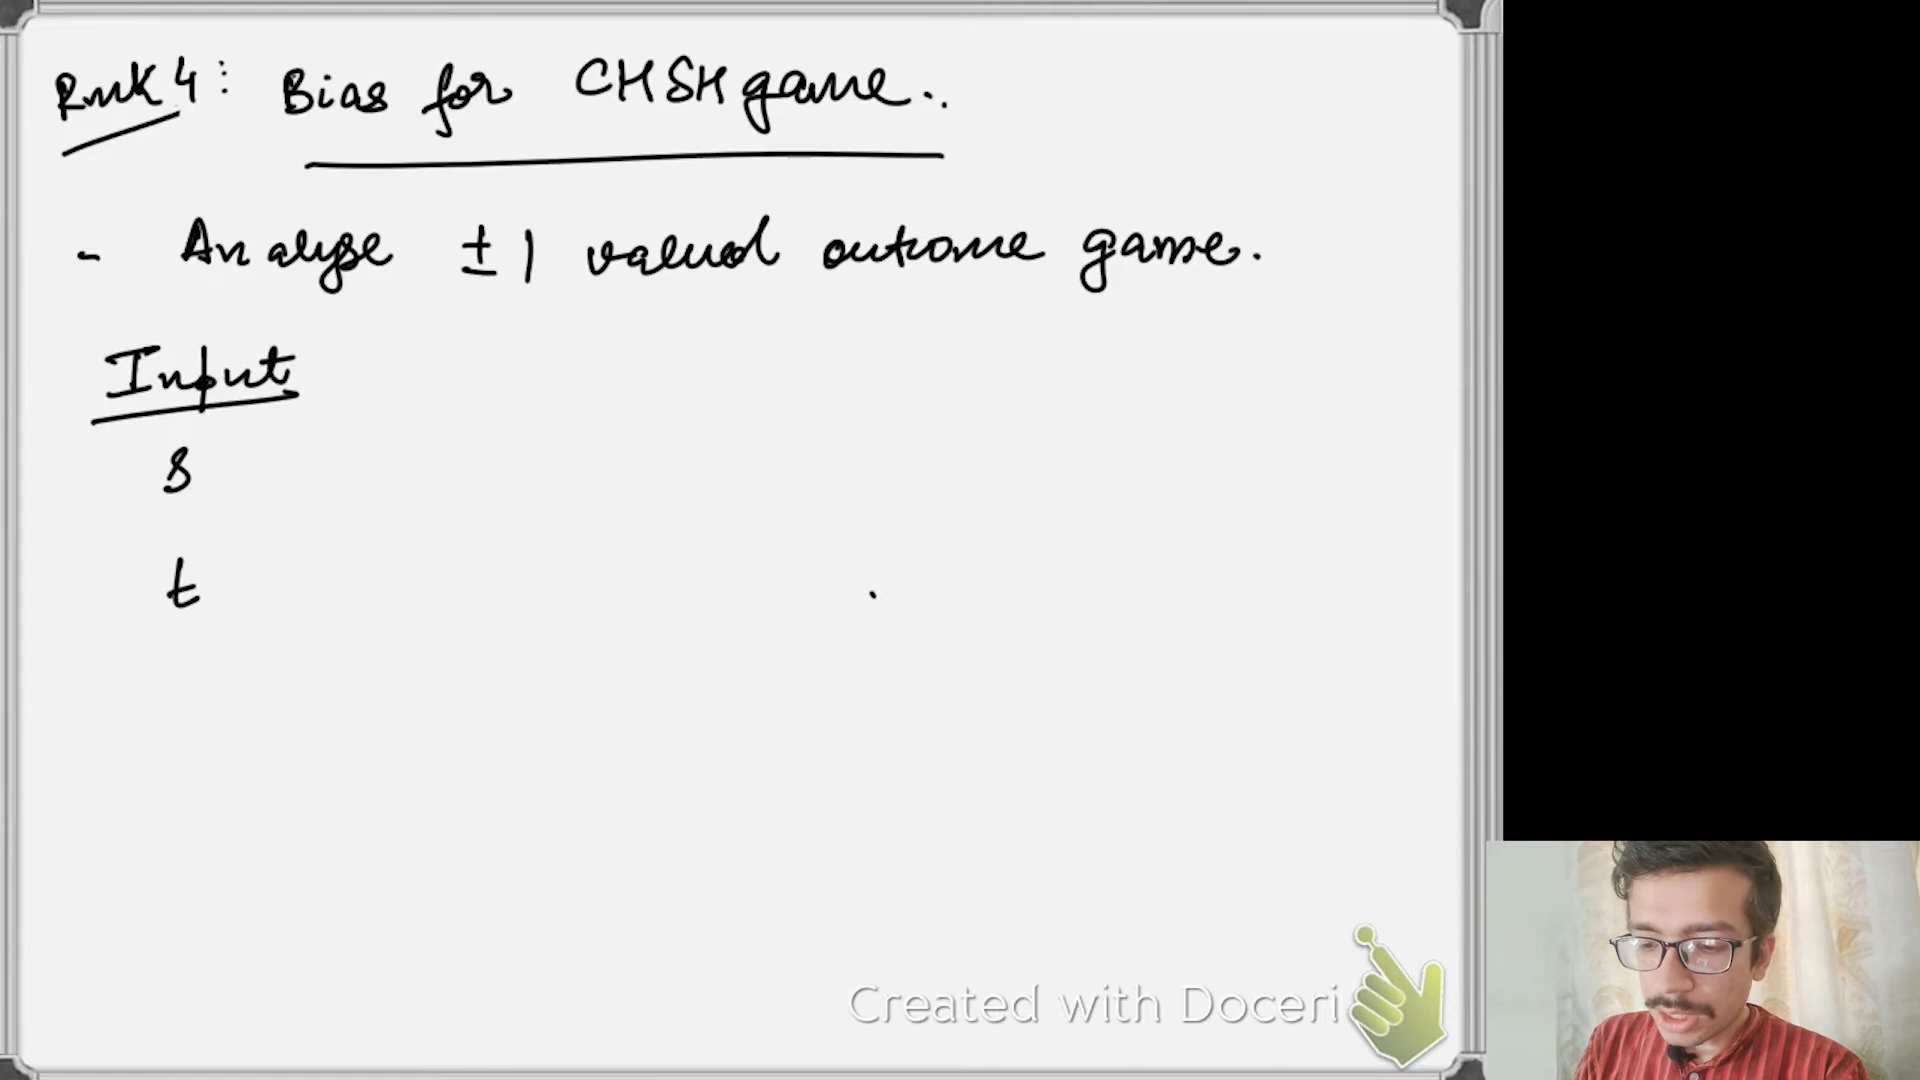 Rmk 4: Bias for CHSH game..
- Analyse ±1 valued outcome game.
Input
s
t
Created with Doceri